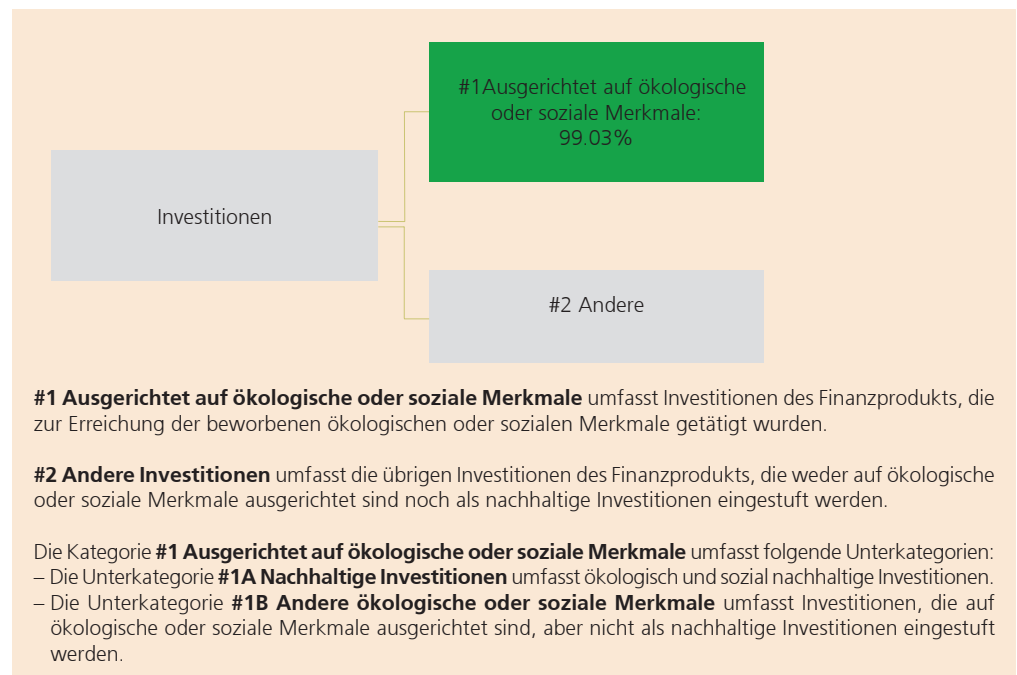 #1Ausgerichtet auf ökologische
oder soziale Merkmale:
99.03%
Investitionen
#2 Andere
#1 Ausgerichtet auf ökologische oder soziale Merkmale umfasst Investitionen des Finanzprodukts, die
zur Erreichung der beworbenen ökologischen oder sozialen Merkmale getätigt wurden.
#2 Andere Investitionen umfasst die übrigen Investitionen des Finanzprodukts, die weder auf ökologische
oder soziale Merkmale ausgerichtet sind noch als nachhaltige Investitionen eingestuft werden.
Die Kategorie #1 Ausgerichtet auf ökologische oder soziale Merkmale umfasst folgende Unterkategorien:
– Die Unterkategorie #1A Nachhaltige Investitionen umfasst ökologisch und sozial nachhaltige Investitionen.
– Die Unterkategorie #1B Andere ökologische oder soziale Merkmale umfasst Investitionen, die auf
ökologische oder soziale Merkmale ausgerichtet sind, aber nicht als nachhaltige Investitionen eingestuft
werden.